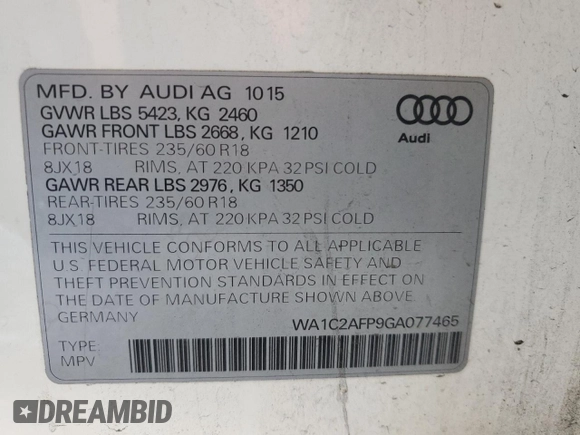 MFD. BY AUDI AG 10 15
GVWR LBS 5423, KG 2460
GAWR FRONT LBS 2668, KG 1210
FRONT-TIRES 235/60 R18
8JX18 RIMS, AT 220 KPA 32 PSI COLD
GAWR REAR LBS 2976, KG 1350
REAR-TIRES 235/60 R18
8JX18 RIMS, AT 220 KPA 32 PSI COLD
Audi
THIS VEHICLE CONFORMS TO ALL APPLICABLE
U.S. FEDERAL MOTOR VEHICLE SAFETY AND
THEFT PREVENTION STANDARDS IN EFFECT ON
THE DATE OF MANUFACTURE SHOWN ABOVE
GERMANY
WA1C2AFP9GA077465
TYPE:
MPV
DREAMBID